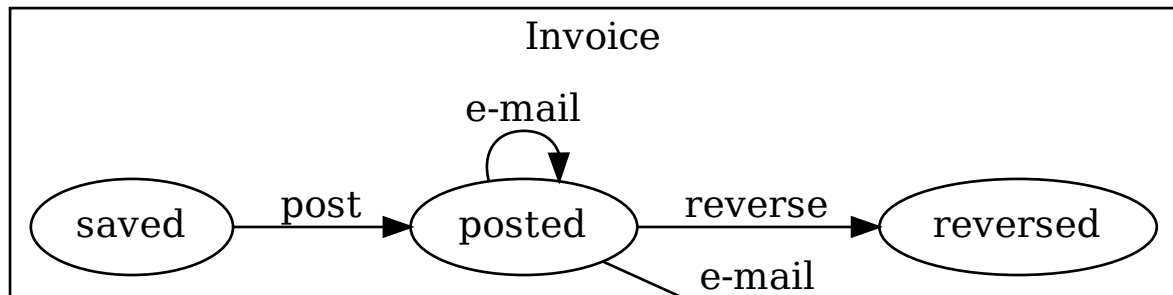 Invoice
e-mail
saved
post
posted
reverse
reversed
e-mail